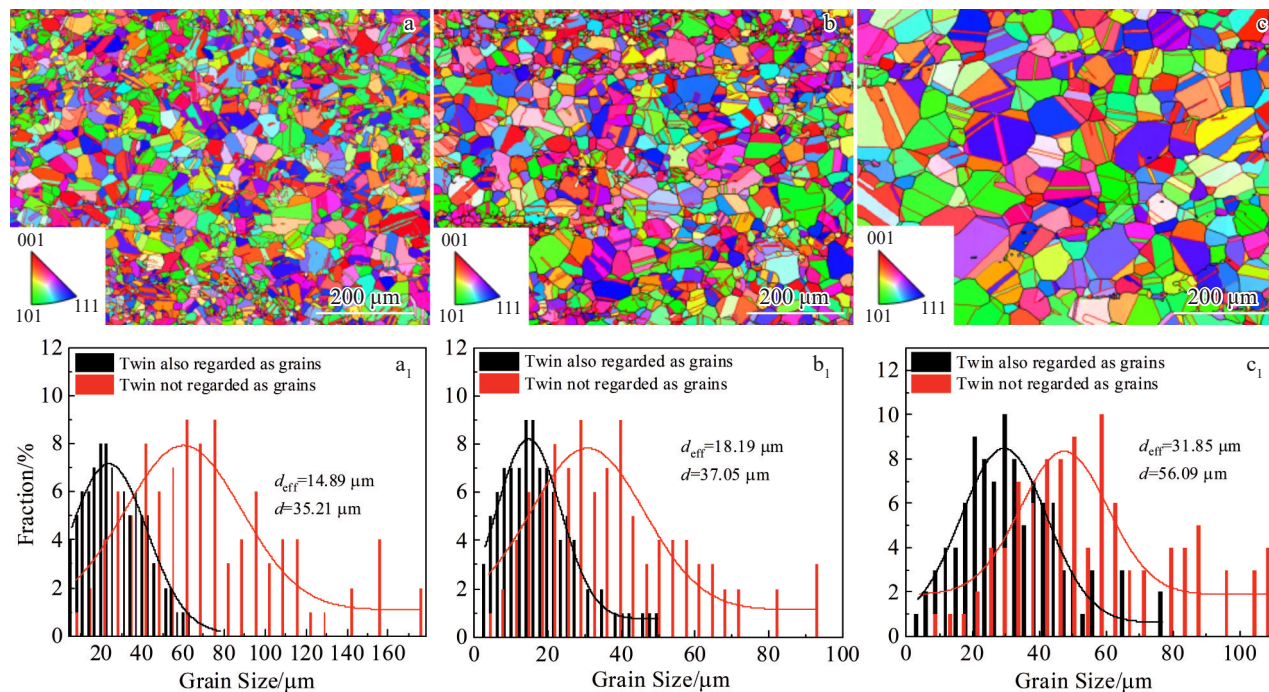 a
001
101
111
200 μm
b
001
101
111
200 μm
c
001
101
111
200 μm
Fraction/%
12
10
8
6
4
2
0
Twin also regarded as grains
Twin not regarded as grains
a1
deff=14.89 μm
d=35.21 μm
20 40 60 80 100 120 140 160
Grain Size/μm
12
10
8
6
4
2
0
Twin also regarded as grains
Twin not regarded as grains
b1
deff=18.19 μm
d=37.05 μm
0 20 40 60 80 100
Grain Size/μm
12
10
8
6
4
2
0
Twin also regarded as grains
Twin not regarded as grains
c1
deff=31.85 μm
d=56.09 μm
0 20 40 60 80 100
Grain Size/μm